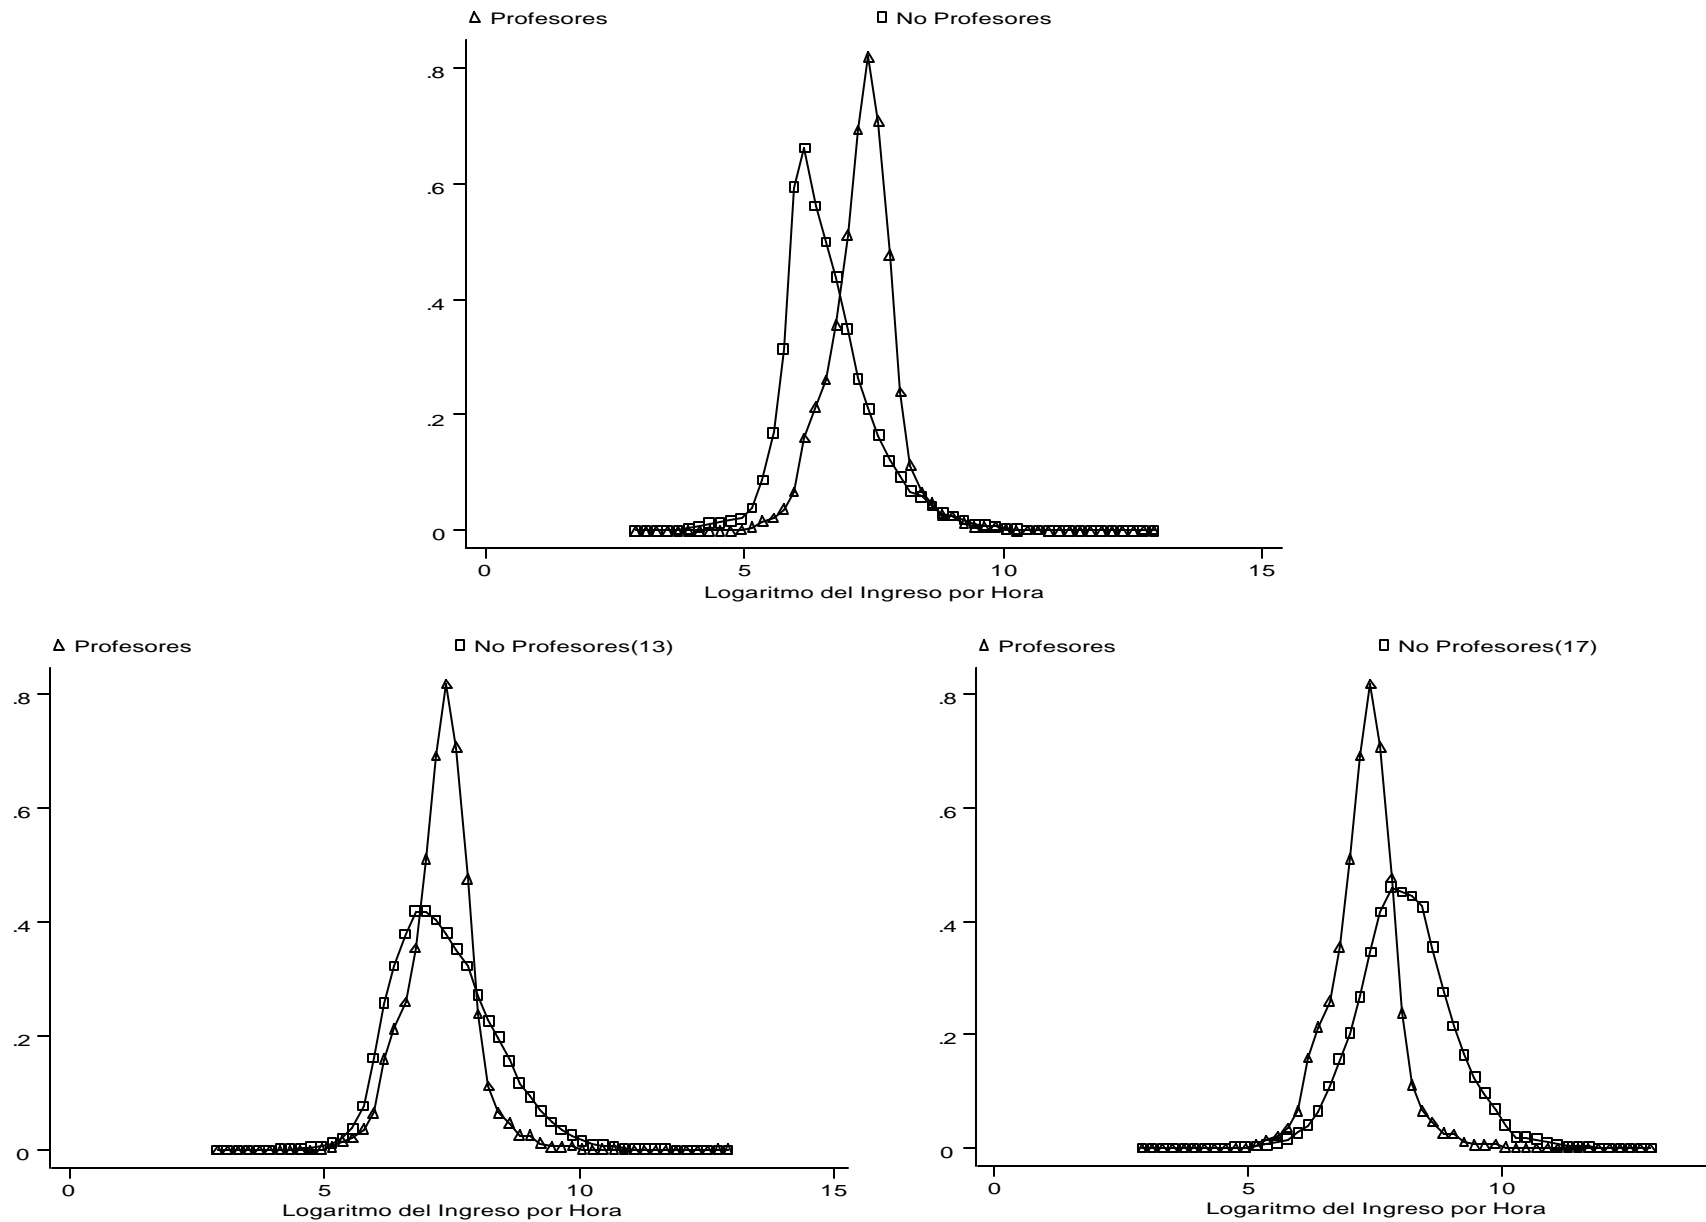 Profesores No Profesores
.8
.6
.4
.2
0
0 5 10 15
Logaritmo del Ingreso por Hora
Profesores No Profesores(13)
.8
.6
.4
.2
0
0 5 10 15
Logaritmo del Ingreso por Hora
Profesores No Profesores(17)
.8
.6
.4
.2
0
0 5 10
Logaritmo del Ingreso por Hora